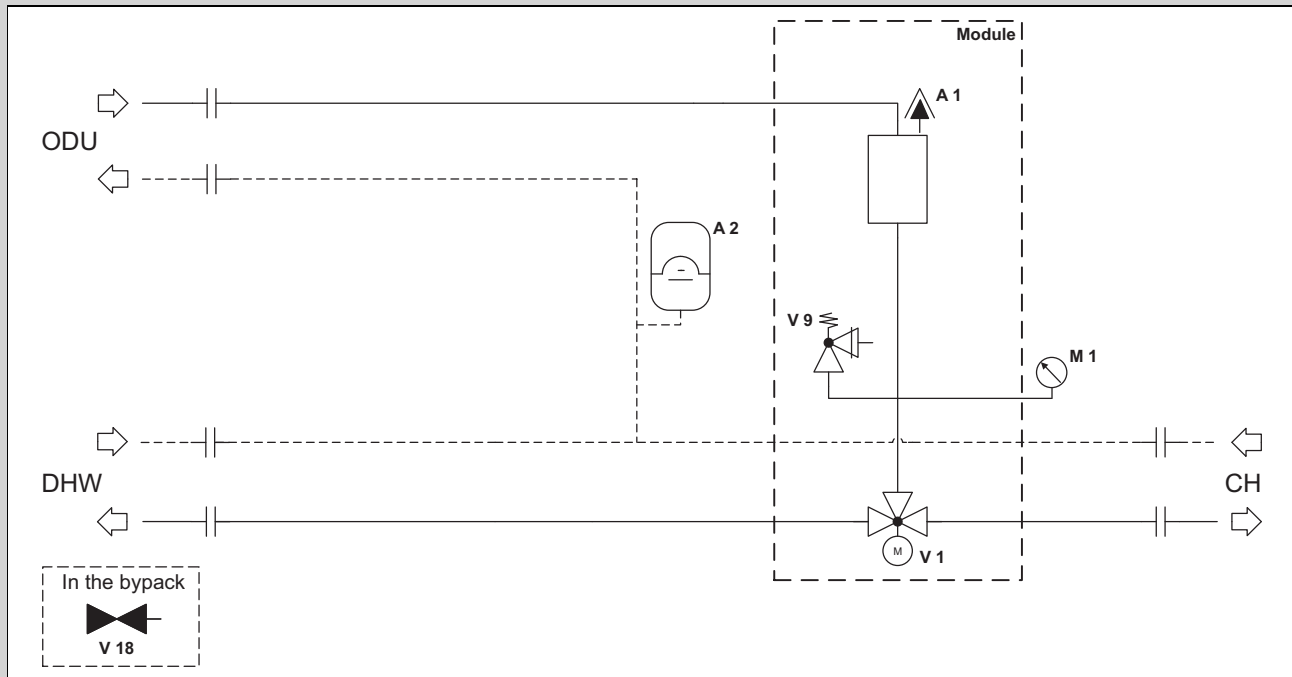 Module
A 1
ODU
A 2
V 9
M 1
DHW
CH
M
V 1
In the bypack
V 18